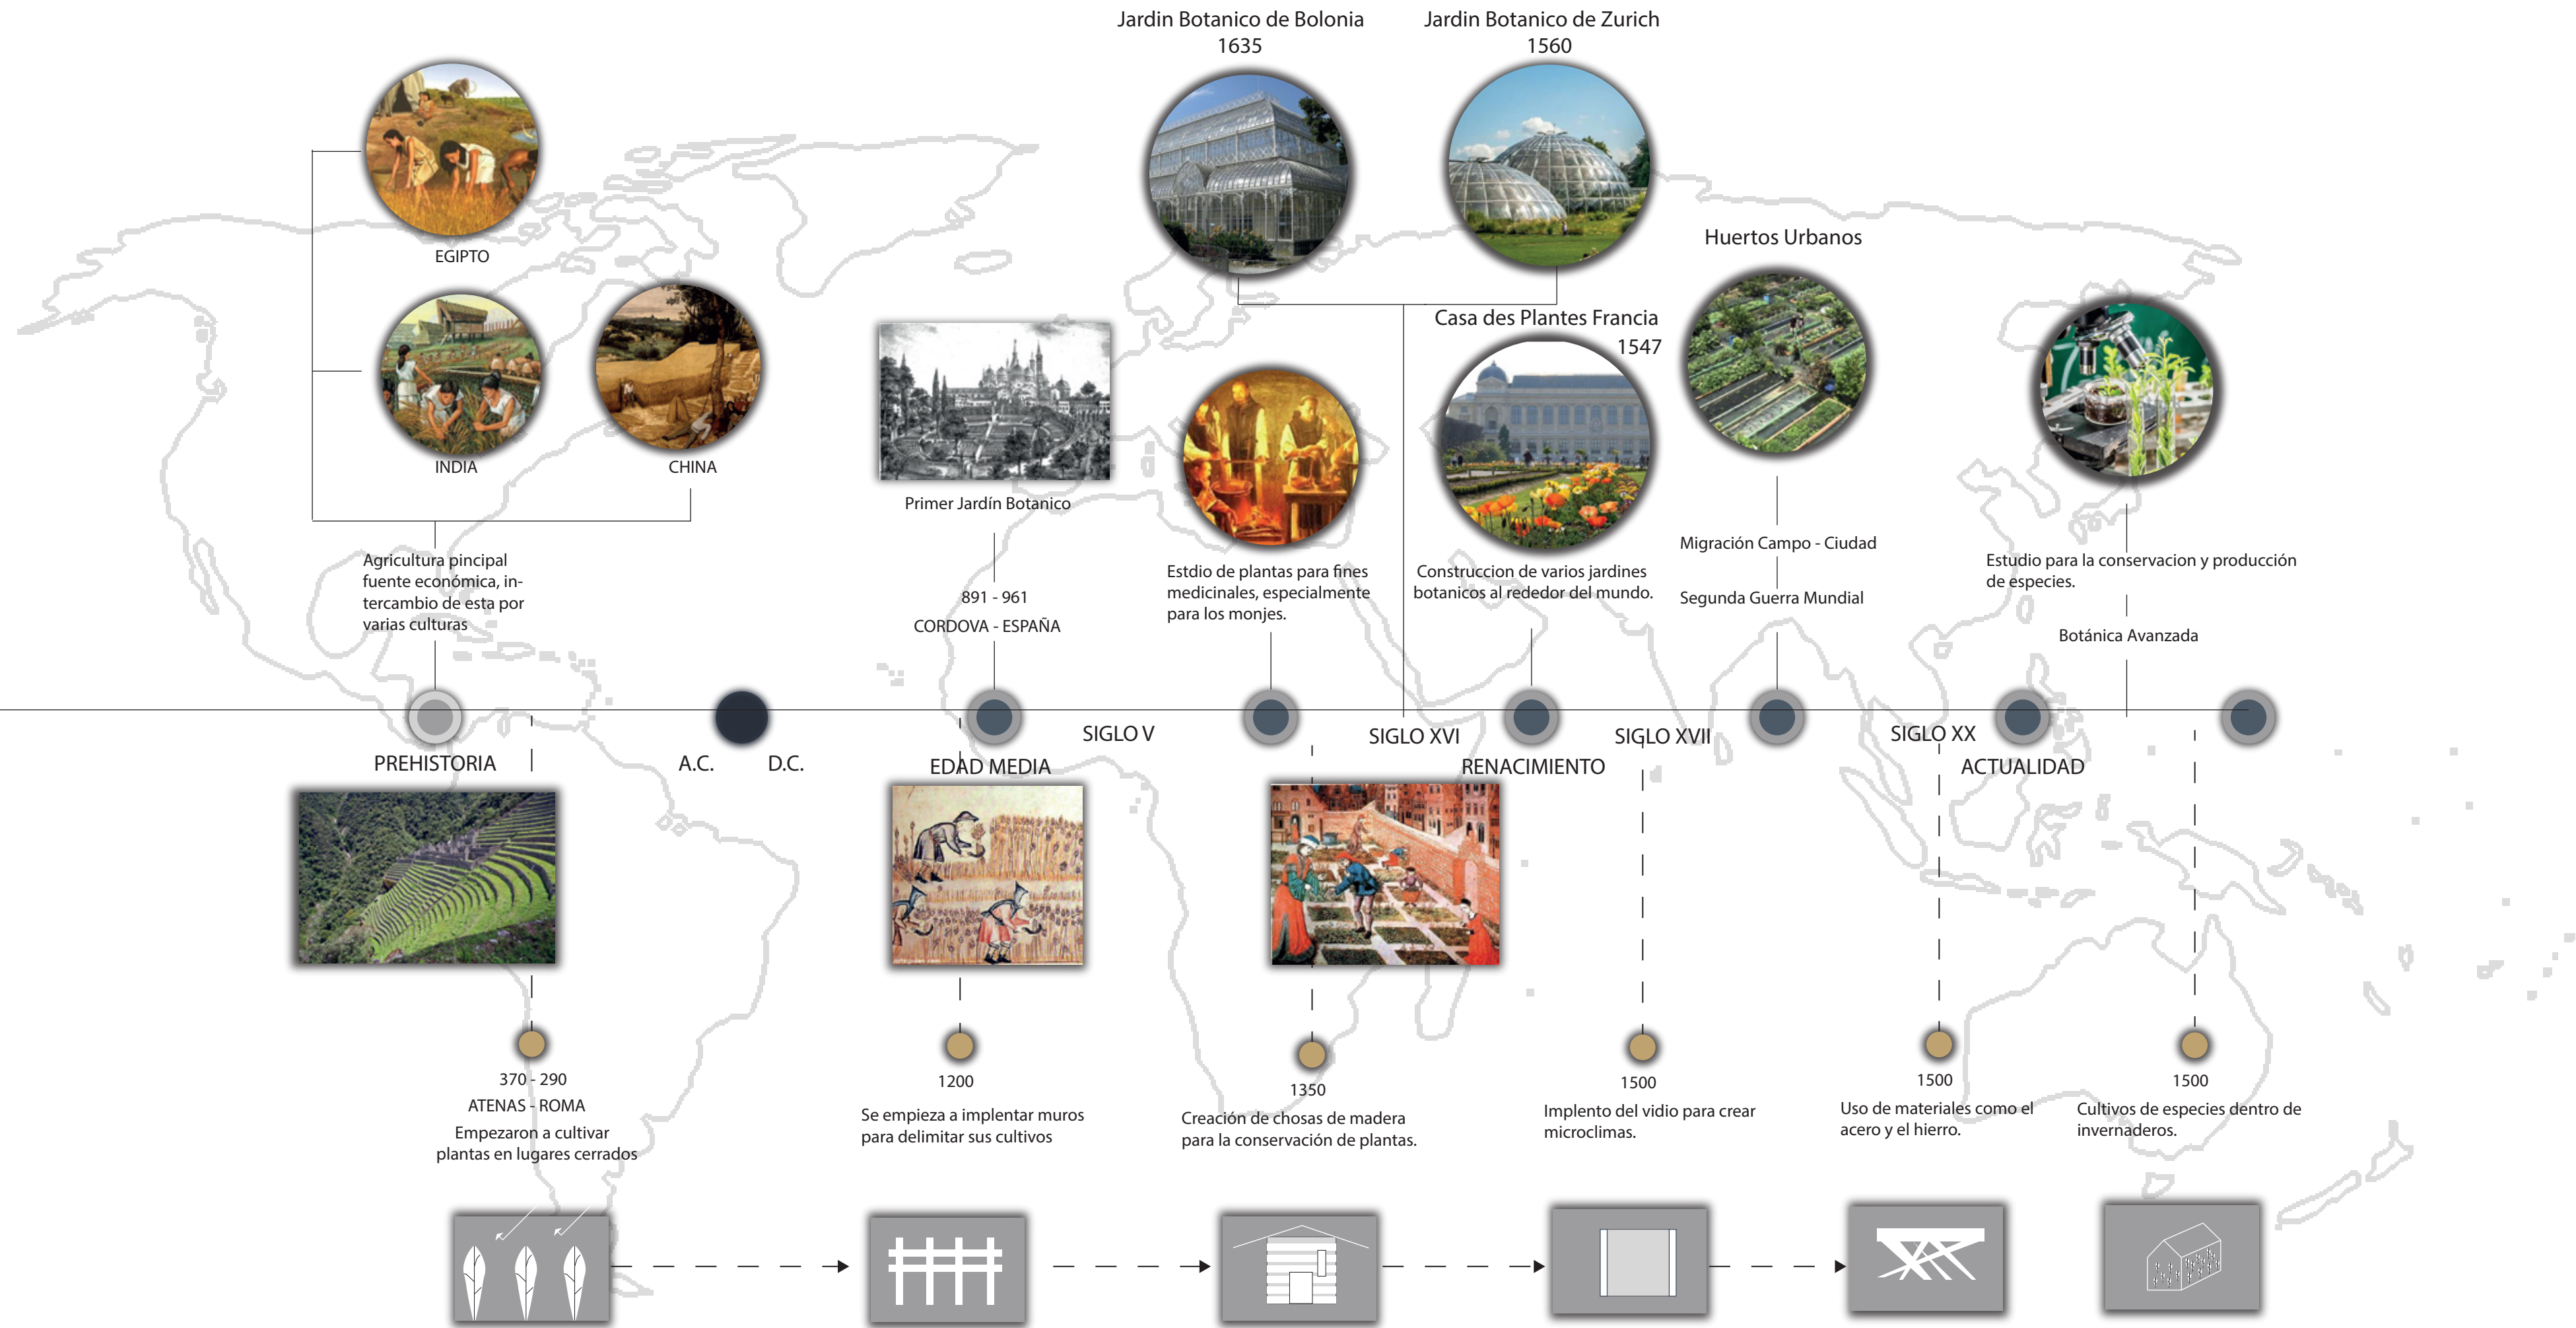 Jardin Botanico de Bolonia
1635
Jardin Botanico de Zurich
1560
EGIPTO
INDIA
CHINA
Agricultura pincipal
fuente económica, in-
tercambio de esta por
varias culturas
Primer Jardín Botanico
891 - 961
CORDOVA - ESPAÑA
Estdio de plantas para fines
medicinales, especialmente
para los monjes.
Casa des Plantes Francia
1547
Construccion de varios jardines
botanicos al rededor del mundo.
Huertos Urbanos
Migración Campo - Ciudad
Segunda Guerra Mundial
Estudio para la conservacion y producción
de especies.
Botánica Avanzada
PREHISTORIA
A.C.
D.C.
EDAD MEDIA
SIGLO V
SIGLO XVI
RENACIMIENTO
SIGLO XVII
SIGLO XX
ACTUALIDAD
370 - 290
ATENAS - ROMA
Empezaron a cultivar
plantas en lugares cerrados
1200
Se empieza a implentar muros
para delimitar sus cultivos
1350
Creación de chosas de madera
para la conservación de plantas.
1500
Implento del vidio para crear
microclimas.
1500
Uso de materiales como el
acero y el hierro.
1500
Cultivos de especies dentro de
invernaderos.